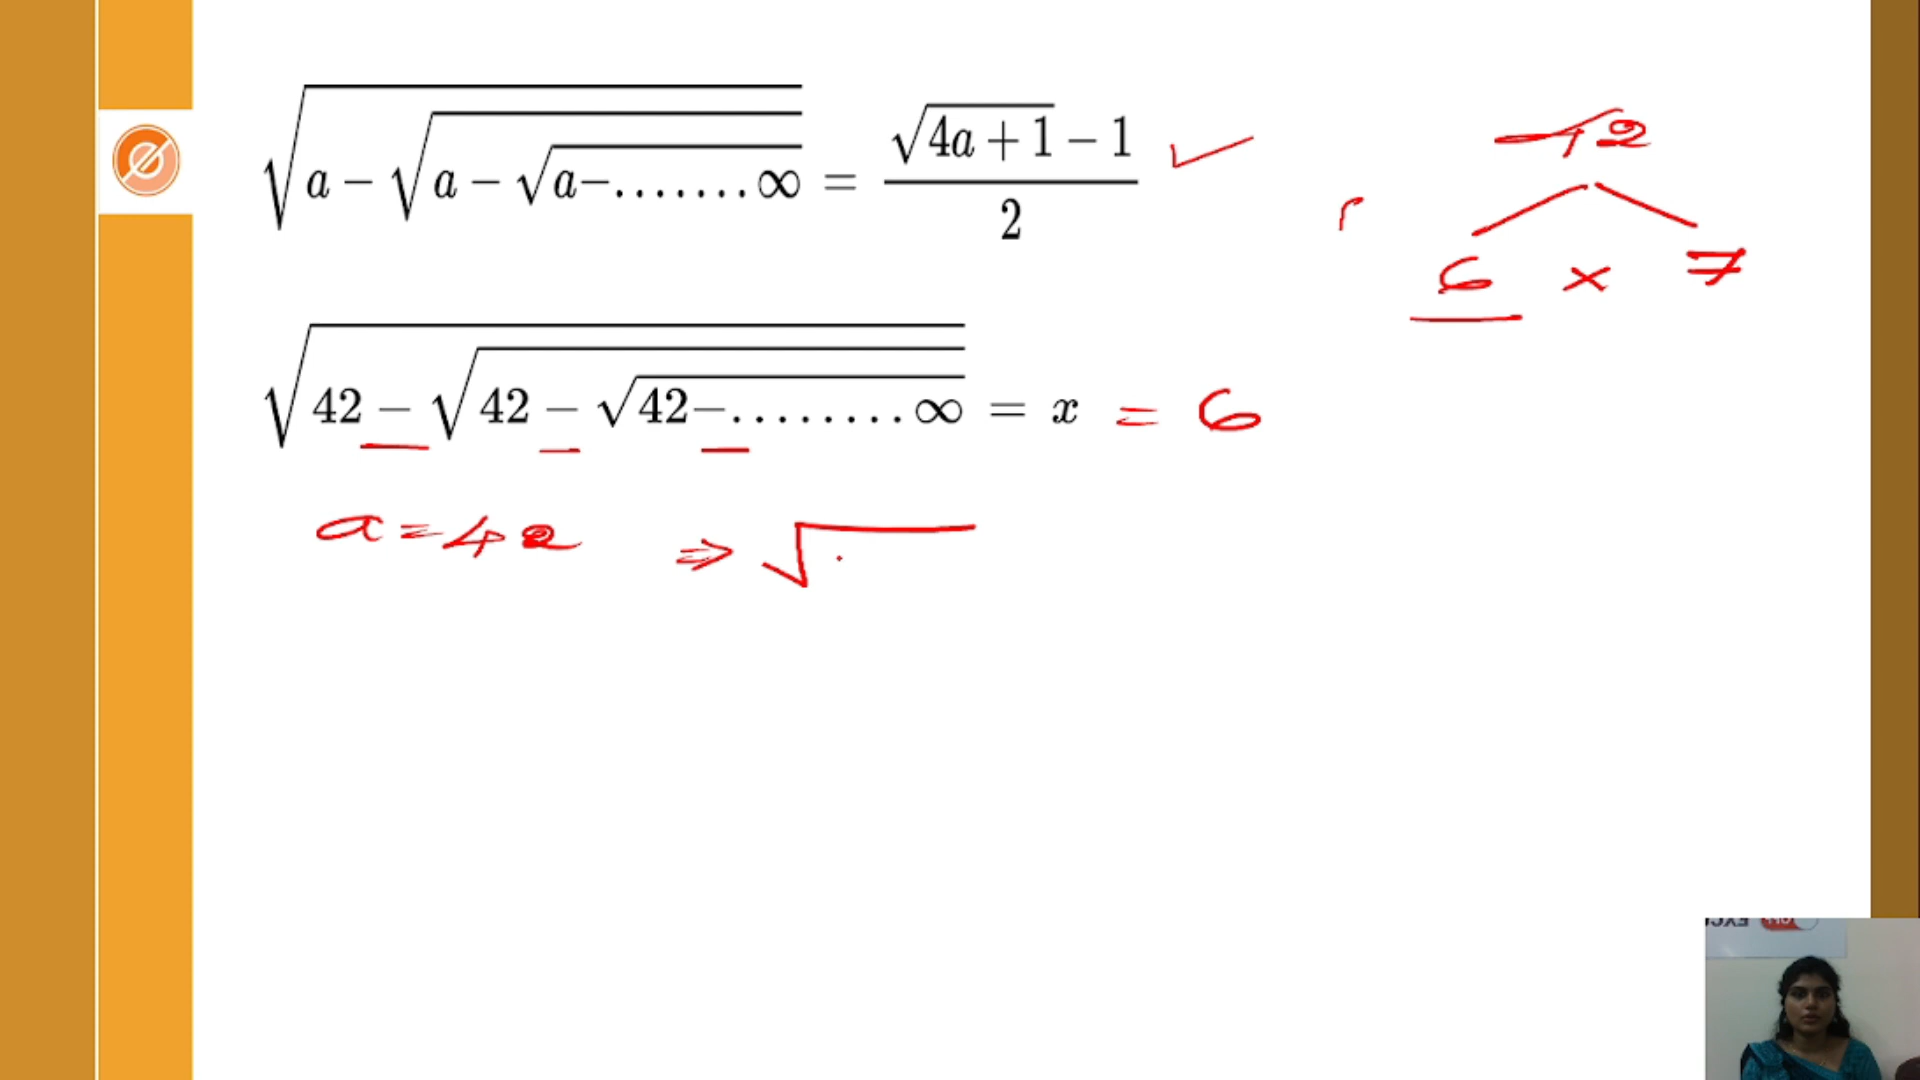 √(a − √(a − √(a−.......∞))) = (√(4a + 1) − 1)/2
42
6 × 7
√(42 − √(42 − √(42−........∞))) = x = 6
a = 42 ⇒ √